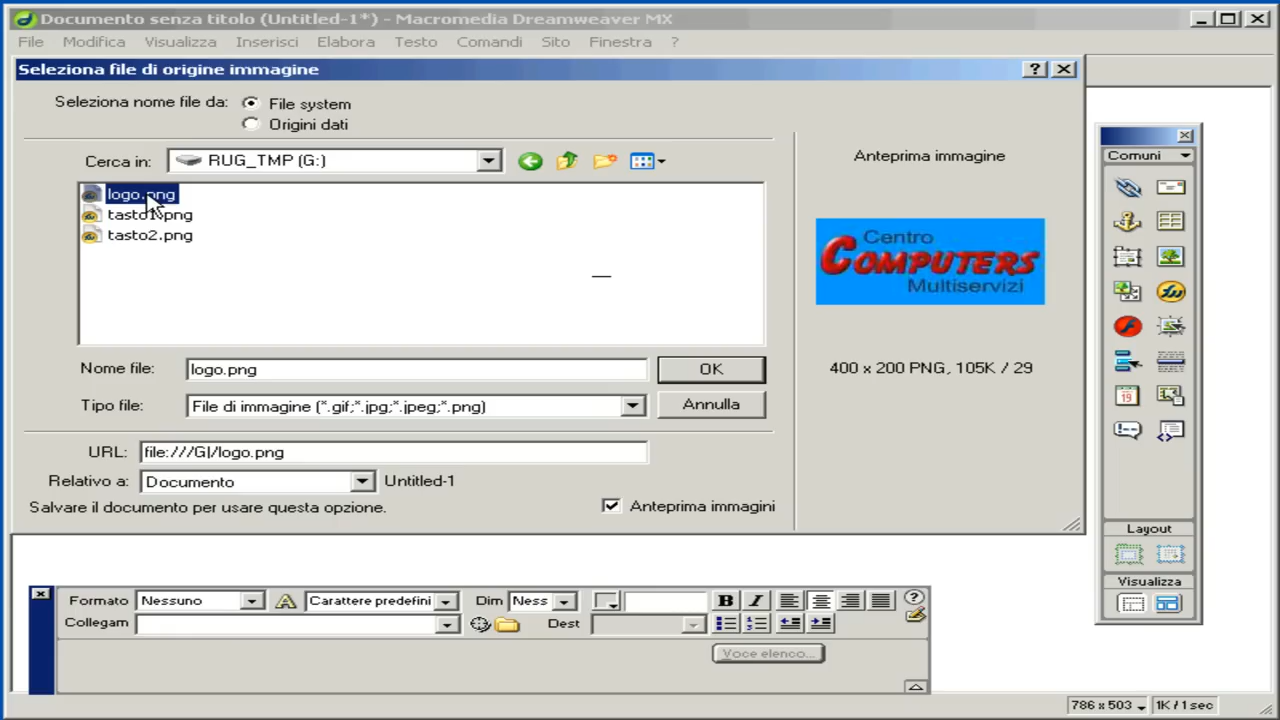 Documento senza titolo (Untitled-1*) - Macromedia Dreamweaver MX
File Modifica Visualizza Inserisci Elabora Testo Comandi Sito Finestra ?
Seleziona file di origine immagine
Seleziona nome file da: File system
Origini dati
Cerca in: RUG_TMP (G:)
logo.png
tasto1.png
tasto2.png
Nome file: logo.png OK
Tipo file: File di immagine (*.gif;*.jpg;*.jpeg;*.png) Annulla
URL: file:///G|/logo.png
Relativo a: Documento Untitled-1
Salvare il documento per usare questa opzione. Anteprima immagini
Anteprima immagine
Centro
COMPUTERS
Multiservizi
400 x 200 PNG, 105K / 29
Comuni
19
Layout
Visualizza
Formato Nessuno Carattere predefini Dim Ness B I
Collegam Dest
Voce elenco...
786 x 503 1K / 1 sec